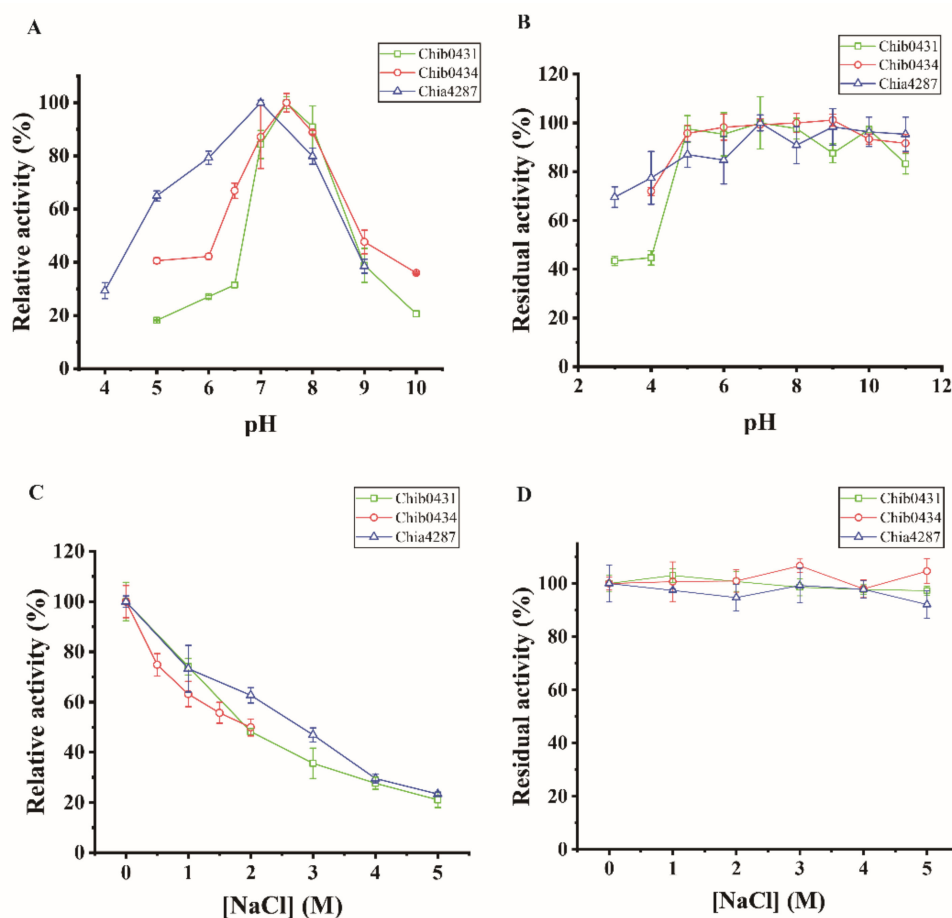 A
Chib0431
Chib0434
Chia4287
Relative activity (%)
100
80
60
40
20
0
4 5 6 7 8 9 10
pH
B
Chib0431
Chib0434
Chia4287
Residual activity (%)
120
100
80
60
40
20
0
2 4 6 8 10 12
pH
C
Chib0431
Chib0434
Chia4287
Relative activity (%)
120
100
80
60
40
20
0
0 1 2 3 4 5
[NaCl] (M)
D
Chib0431
Chib0434
Chia4287
Residual activity (%)
100
80
60
40
20
0
0 1 2 3 4 5
[NaCl] (M)